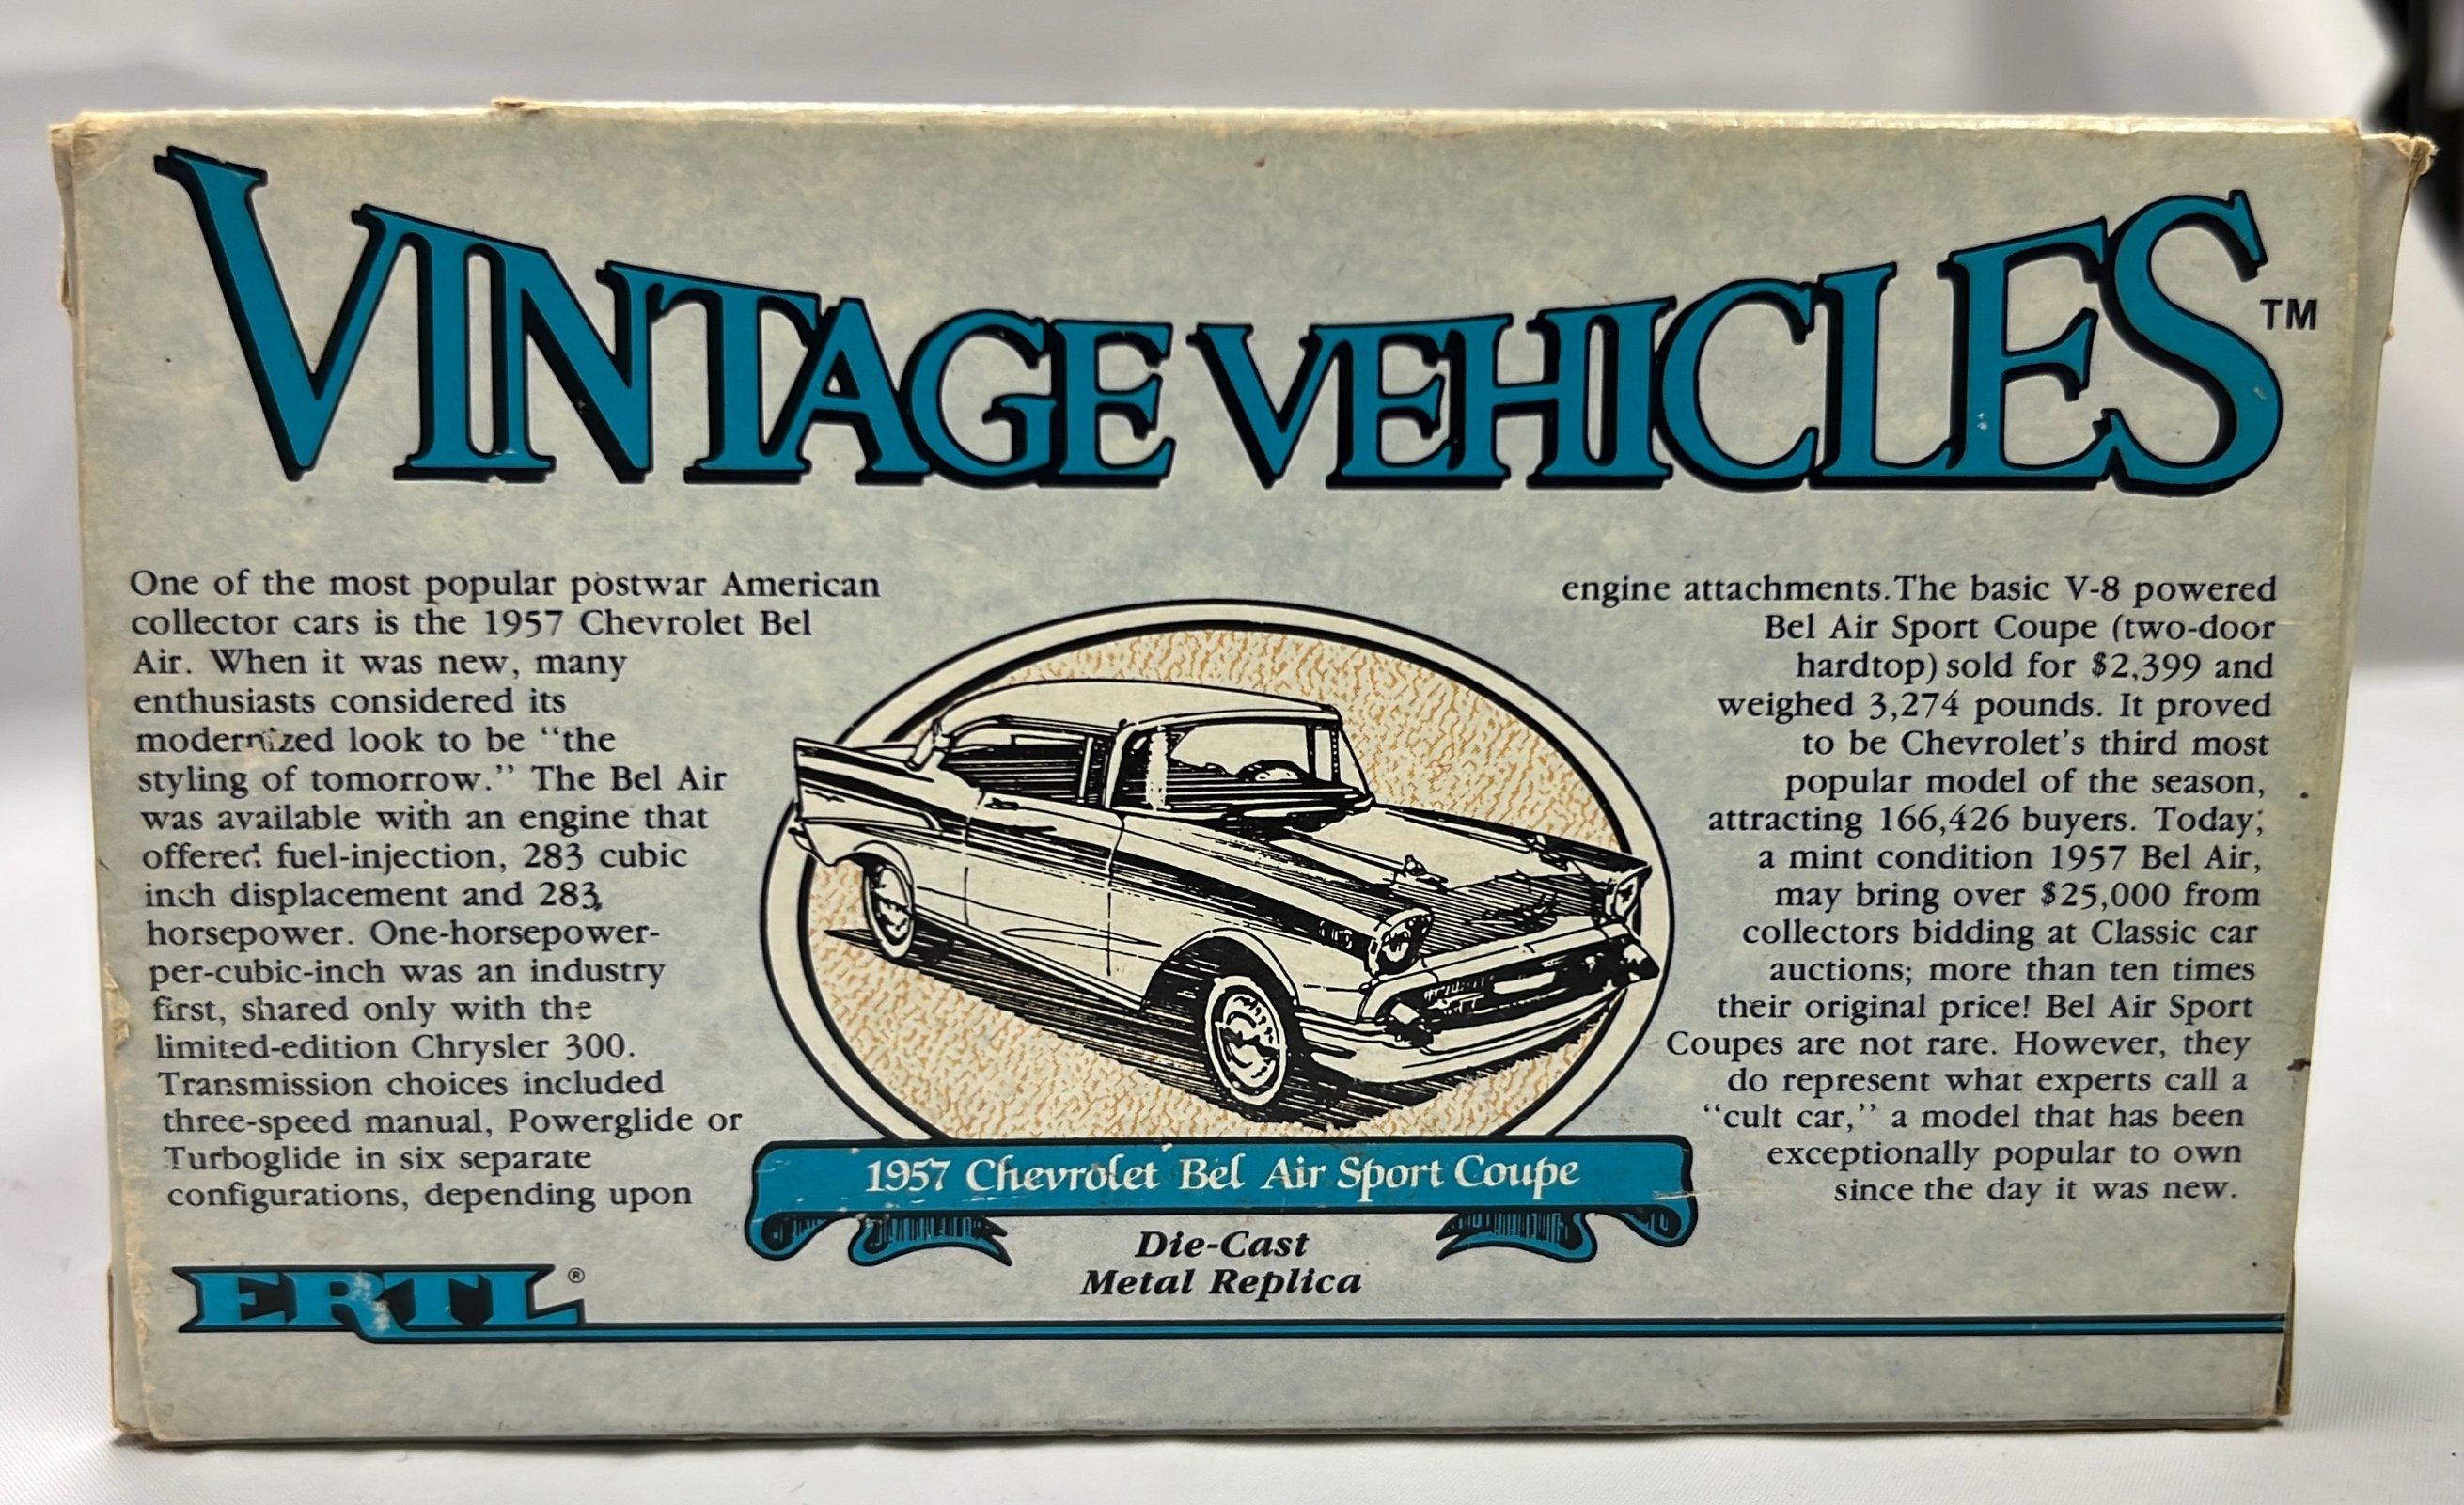 VINTAGE VEHICLES™
One of the most popular postwar American
collector cars is the 1957 Chevrolet Bel
Air. When it was new, many
enthusiasts considered its
modernized look to be “the
styling of tomorrow.” The Bel Air
was available with an engine that
offered fuel-injection, 283 cubic
inch displacement and 283
horsepower. One-horsepower-
per-cubic-inch was an industry
first, shared only with the
limited-edition Chrysler 300.
Transmission choices included
three-speed manual, Powerglide or
Turboglide in six separate
configurations, depending upon
engine attachments.The basic V-8 powered
Bel Air Sport Coupe (two-door
hardtop) sold for $2,399 and
weighed 3,274 pounds. It proved
to be Chevrolet's third most
popular model of the season,
attracting 166,426 buyers. Today,
a mint condition 1957 Bel Air,
may bring over $25,000 from
collectors bidding at Classic car
auctions; more than ten times
their original price! Bel Air Sport
Coupes are not rare. However, they
do represent what experts call a
“cult car,” a model that has been
exceptionally popular to own
since the day it was new.
1957 Chevrolet Bel Air Sport Coupe
Die-Cast
Metal Replica
ERTL®